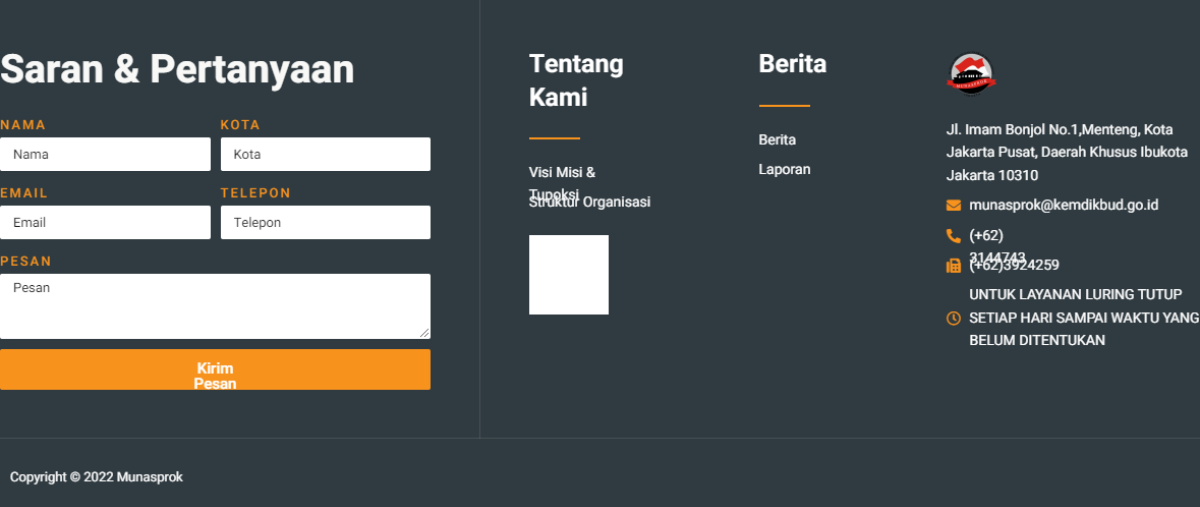 Saran & Pertanyaan
NAMA
KOTA
Nama
Kota
EMAIL
TELEPON
Email
Telepon
PESAN
Pesan
Kirim
Pesan
Tentang
Kami
Visi Misi &
Tupoksi
Struktur Organisasi
Berita
Berita
Laporan
MUNASPROK
Jl. Imam Bonjol No.1,Menteng, Kota
Jakarta Pusat, Daerah Khusus Ibukota
Jakarta 10310
munasprok@kemdikbud.go.id
(+62)
3144743
(+62)3924259
UNTUK LAYANAN LURING TUTUP
SETIAP HARI SAMPAI WAKTU YANG
BELUM DITENTUKAN
Copyright © 2022 Munasprok